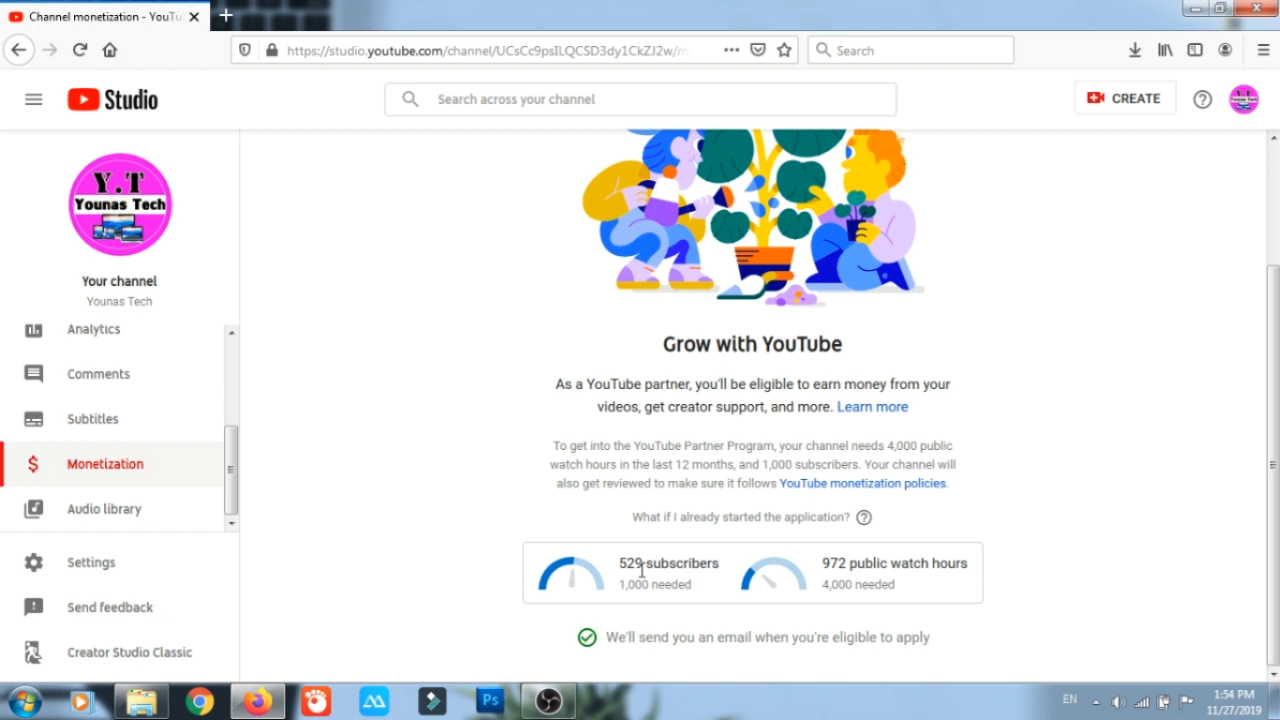 Channel monetization - YouTu
https://studio.youtube.com/channel/UCsCc9psILQCSD3dy1CkZJ2w/m
Search
Studio
Search across your channel
CREATE
Y.T
Younas Tech
Your channel
Younas Tech
Analytics
Comments
Subtitles
Monetization
Audio library
Settings
Send feedback
Creator Studio Classic
Grow with YouTube
As a YouTube partner, you'll be eligible to earn money from your
videos, get creator support, and more. Learn more
To get into the YouTube Partner Program, your channel needs 4,000 public
watch hours in the last 12 months, and 1,000 subscribers. Your channel will
also get reviewed to make sure it follows YouTube monetization policies.
What if I already started the application?
529 subscribers
1,000 needed
972 public watch hours
4,000 needed
We'll send you an email when you're eligible to apply
Ps
EN
1:54 PM
11/27/2019